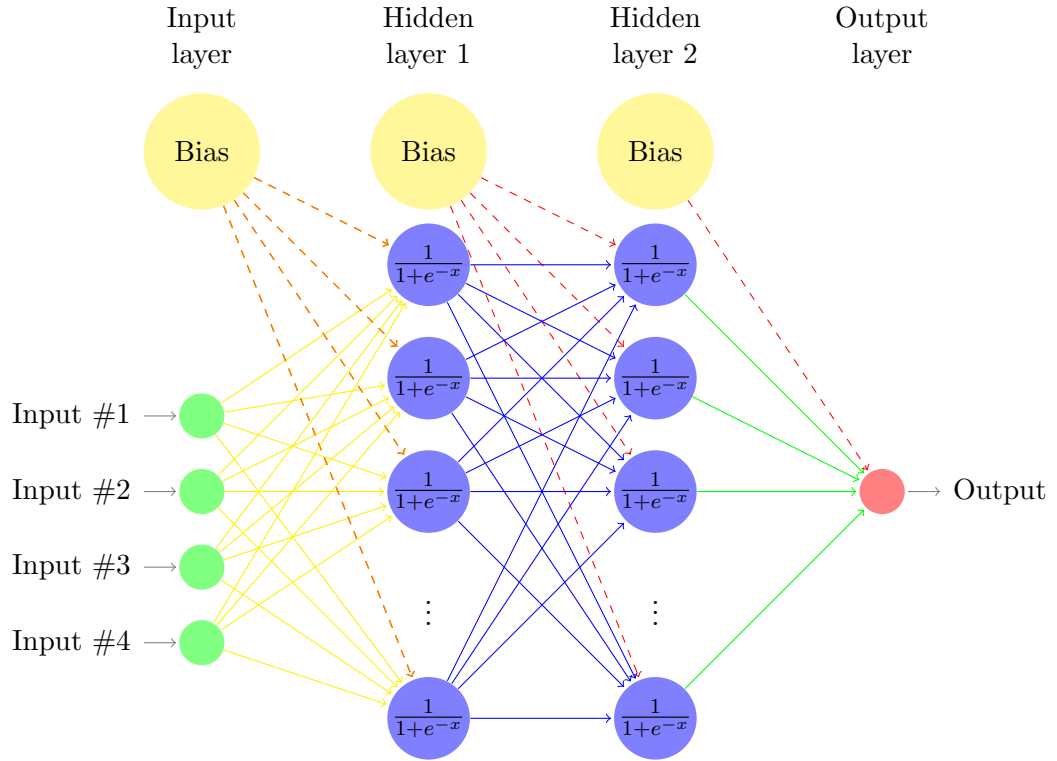 Input
layer
Hidden
layer 1
Hidden
layer 2
Output
layer
Bias
Bias
Bias
1
1+e^{-x}
1
1+e^{-x}
1
1+e^{-x}
1
1+e^{-x}
Input #1
1
1+e^{-x}
1
1+e^{-x}
Input #2
Output
Input #3
⋮
⋮
Input #4
1
1+e^{-x}
1
1+e^{-x}